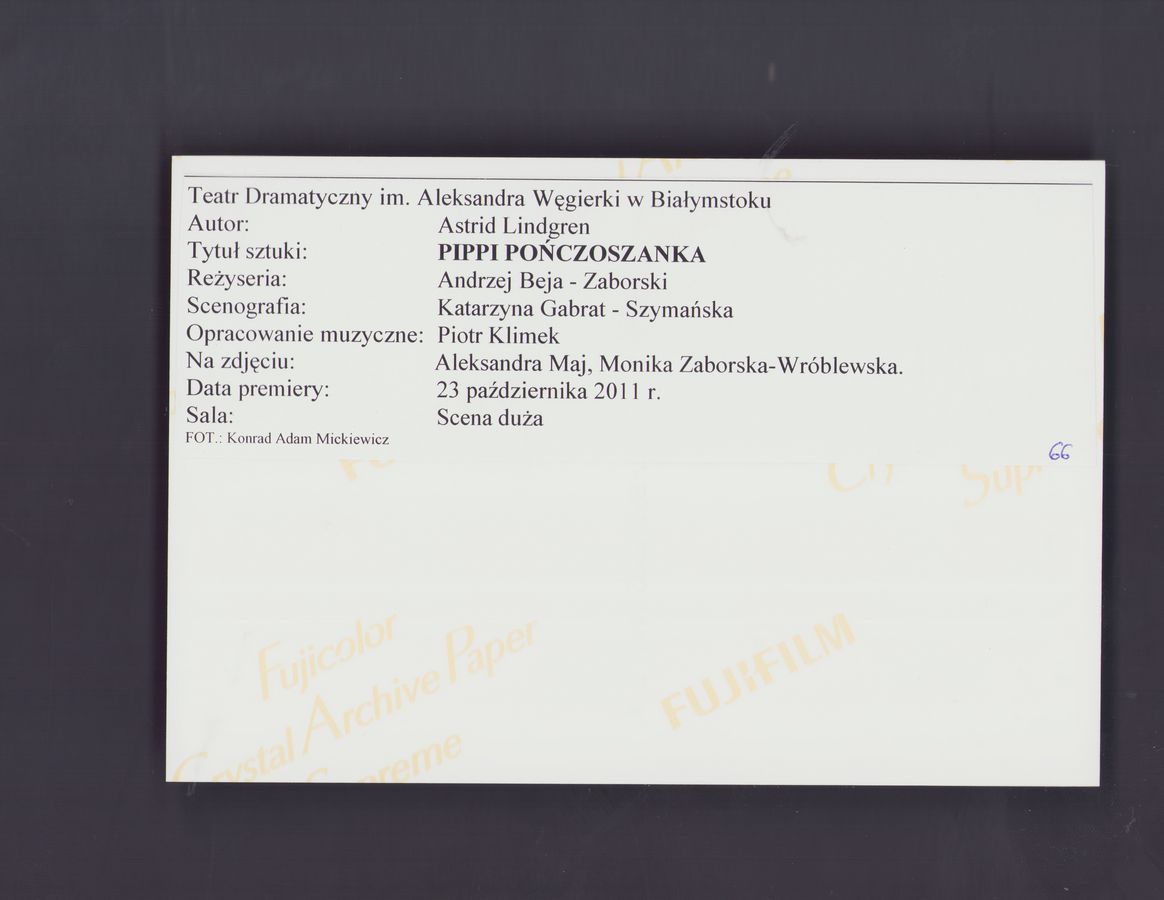 Teatr Dramatyczny im. Aleksandra Węgierki w Białymstoku
Autor: Astrid Lindgren
Tytuł sztuki: PIPPI POŃCZOSZANKA
Reżyseria: Andrzej Beja - Zaborski
Scenografia: Katarzyna Gabrat - Szymańska
Opracowanie muzyczne: Piotr Klimek
Na zdjęciu: Aleksandra Maj, Monika Zaborska-Wróblewska.
Data premiery: 23 października 2011 r.
Sala: Scena duża
FOT.: Konrad Adam Mickiewicz
66
Fujicolor
Crystal Archive Paper
Supreme
FUJIFILM